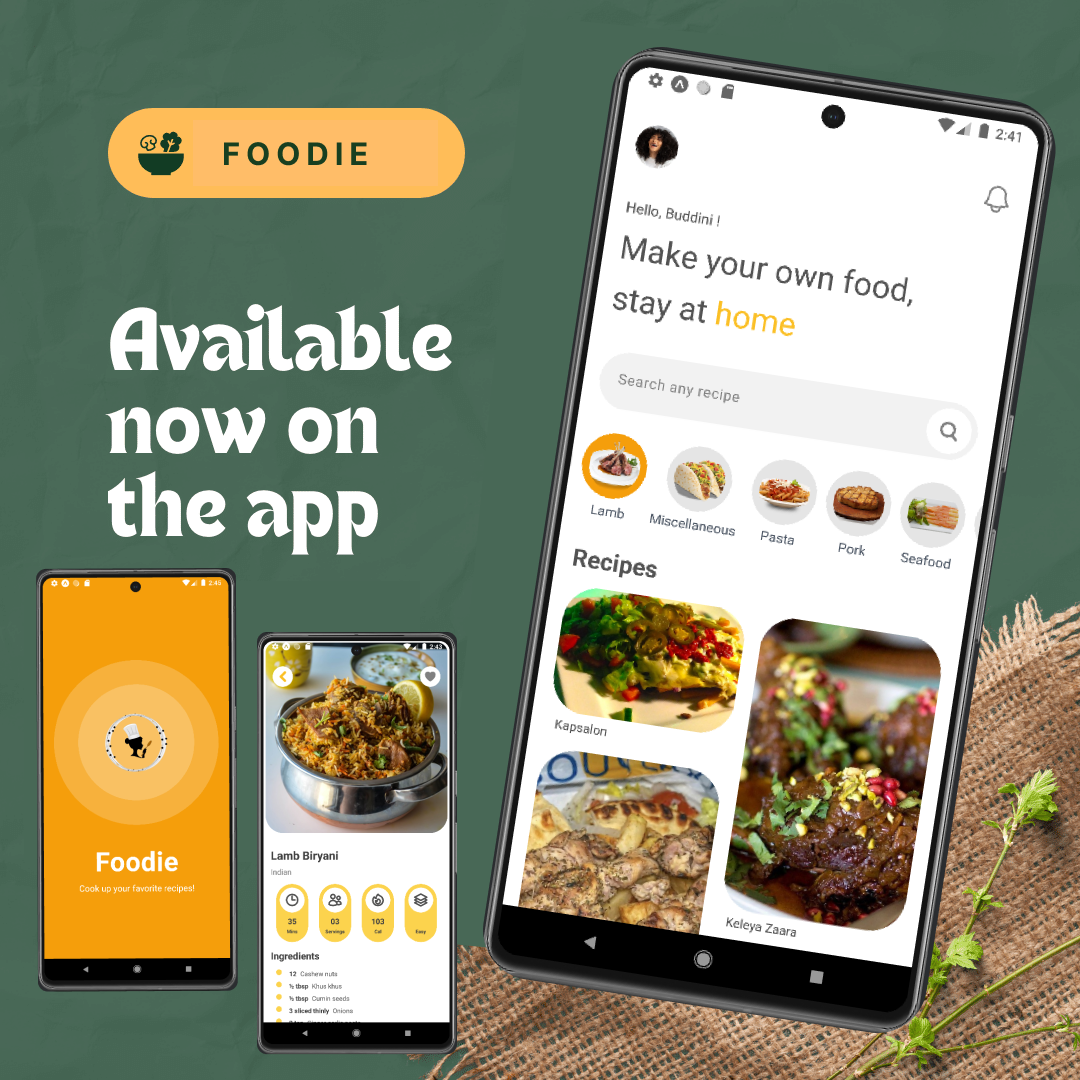 FOODIE
Available
now on
the app
2:41
Hello, Buddini !
Make your own food,
stay at home
Search any recipe
Lamb
Miscellaneous
Pasta
Pork
Seafood
Recipes
Kapsalon
Keleya Zaara
Foodie
Cook up your favorite recipes!
2:43
Lamb Biryani
Indian
35
Mins
03
Servings
103
Cal
Easy
Ingredients
12 Cashew nuts
½ tbsp Khus khus
½ tbsp Cumin seeds
3 sliced thinly Onions